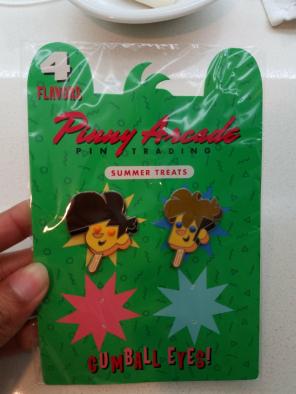 4
FLAVORS
Pinny Arcade
PIN TRADING
SUMMER TREATS
GUMBALL EYES!